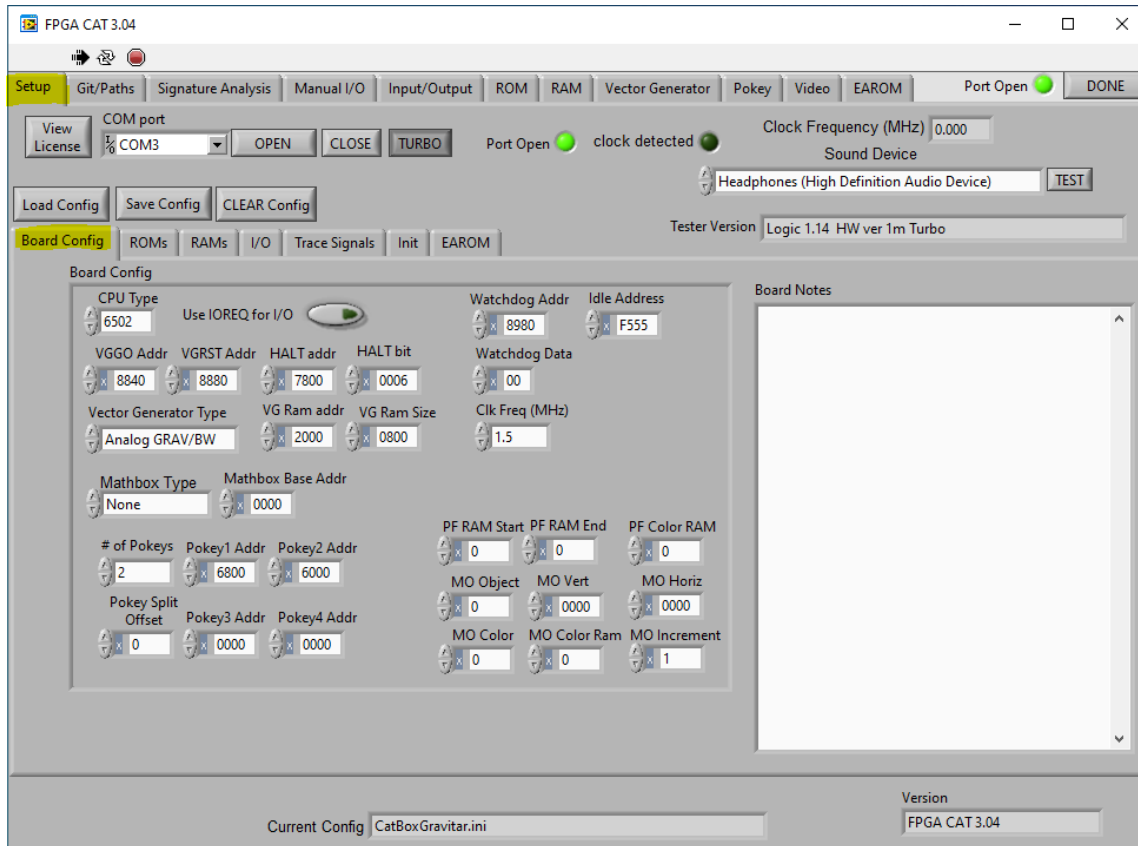 FPGA CAT 3.04
Setup Git/Paths Signature Analysis Manual I/O Input/Output ROM RAM Vector Generator Pokey Video EAROM Port Open DONE
View License
COM port
COM3 OPEN CLOSE TURBO Port Open clock detected
Clock Frequency (MHz) 0.000
Sound Device
Headphones (High Definition Audio Device) TEST
Load Config Save Config CLEAR Config
Tester Version Logic 1.14 HW ver 1m Turbo
Board Config ROMs RAMs I/O Trace Signals Init EAROM
Board Config
CPU Type Use IOREQ for I/O Watchdog Addr Idle Address
6502 x 8980 x F555
VGGO Addr VGRST Addr HALT addr HALT bit Watchdog Data
x 8840 x 8880 x 7800 x 0006 x 00
Vector Generator Type VG Ram addr VG Ram Size Clk Freq (MHz)
Analog GRAV/BW x 2000 x 0800 1.5
Mathbox Type Mathbox Base Addr
None x 0000
# of Pokeys Pokey1 Addr Pokey2 Addr
2 x 6800 x 6000
Pokey Split Offset Pokey3 Addr Pokey4 Addr
x 0 x 0000 x 0000
PF RAM Start PF RAM End PF Color RAM
x 0 x 0 x 0
MO Object MO Vert MO Horiz
x 0 x 0000 x 0000
MO Color MO Color Ram MO Increment
x 0 x 0 x 1
Board Notes
Current Config CatBoxGravitar.ini
Version
FPGA CAT 3.04